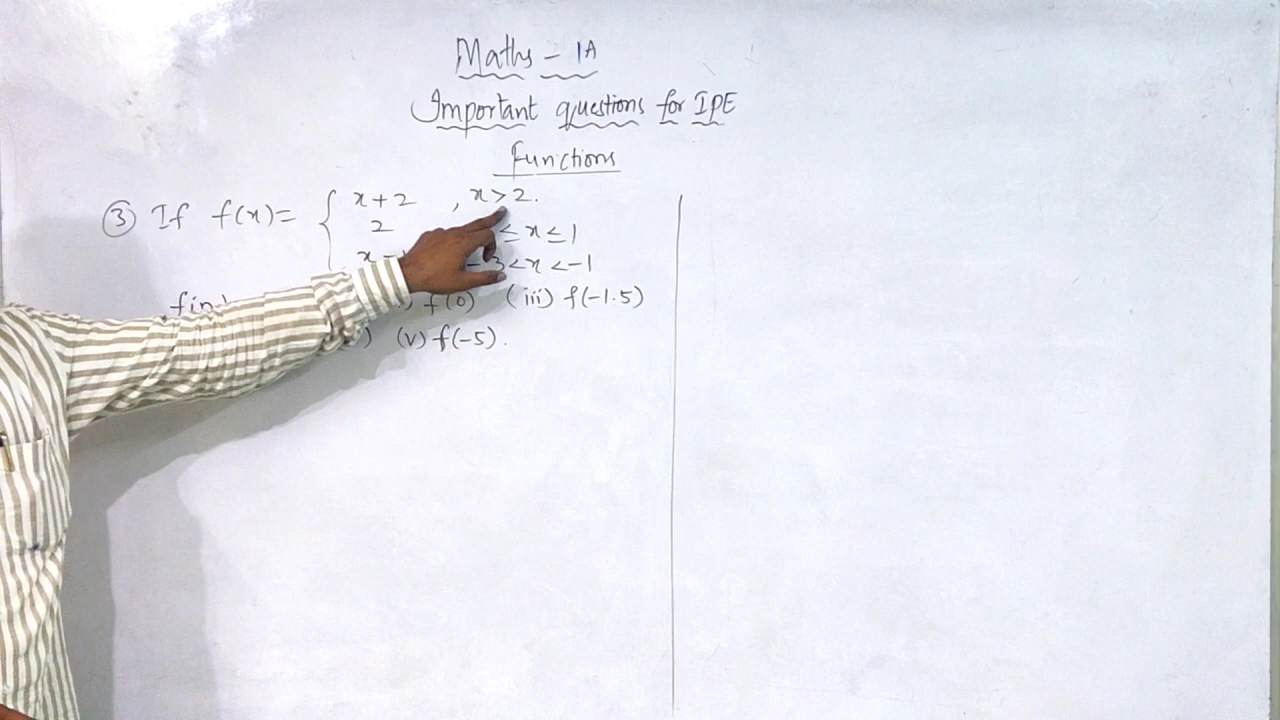 Maths - 1A
Important questions for IPE
Functions
③ If f(x)= { x+2 , x>2.
2 ≤ x ≤ 1
x - -3<x<-1
) f(0) (iii) f(-1.5)
) (v) f(-5).